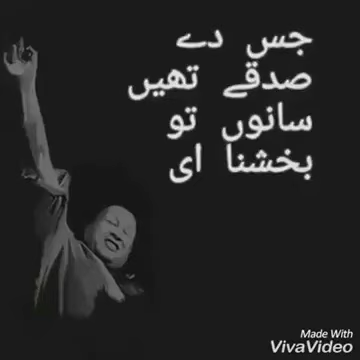 جس دے
صدقے تھیں
سانوں تو
بخشنا ای
Made With
VivaVideo